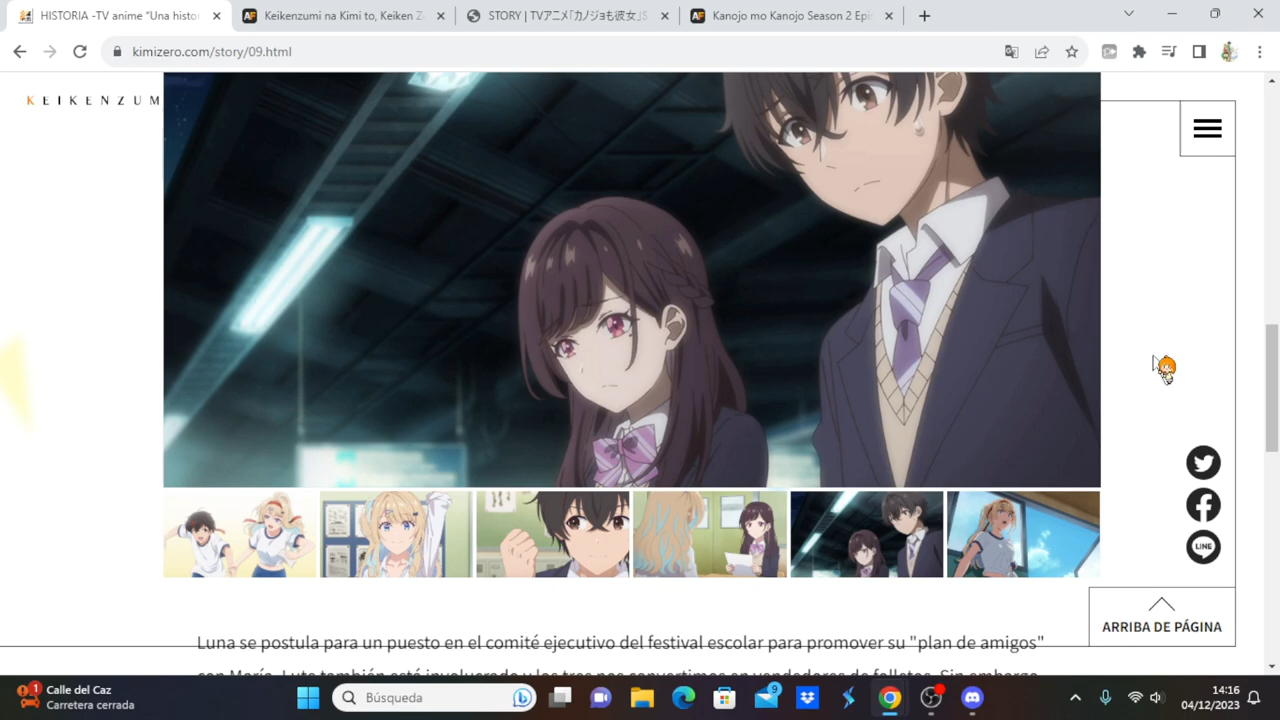 HISTORIA -TV anime "Una histor
Keikenzumi na Kimi to, Keiken Ze
STORY | TVアニメ「カノジョも彼女」S
Kanojo mo Kanojo Season 2 Epi
kimizero.com/story/09.html
KEIKENZUM
LINE
ARRIBA DE PÁGINA
Luna se postula para un puesto en el comité ejecutivo del festival escolar para promover su "plan de amigos"
1
Calle del Caz
Carretera cerrada
Búsqueda
9
14:16
04/12/2023